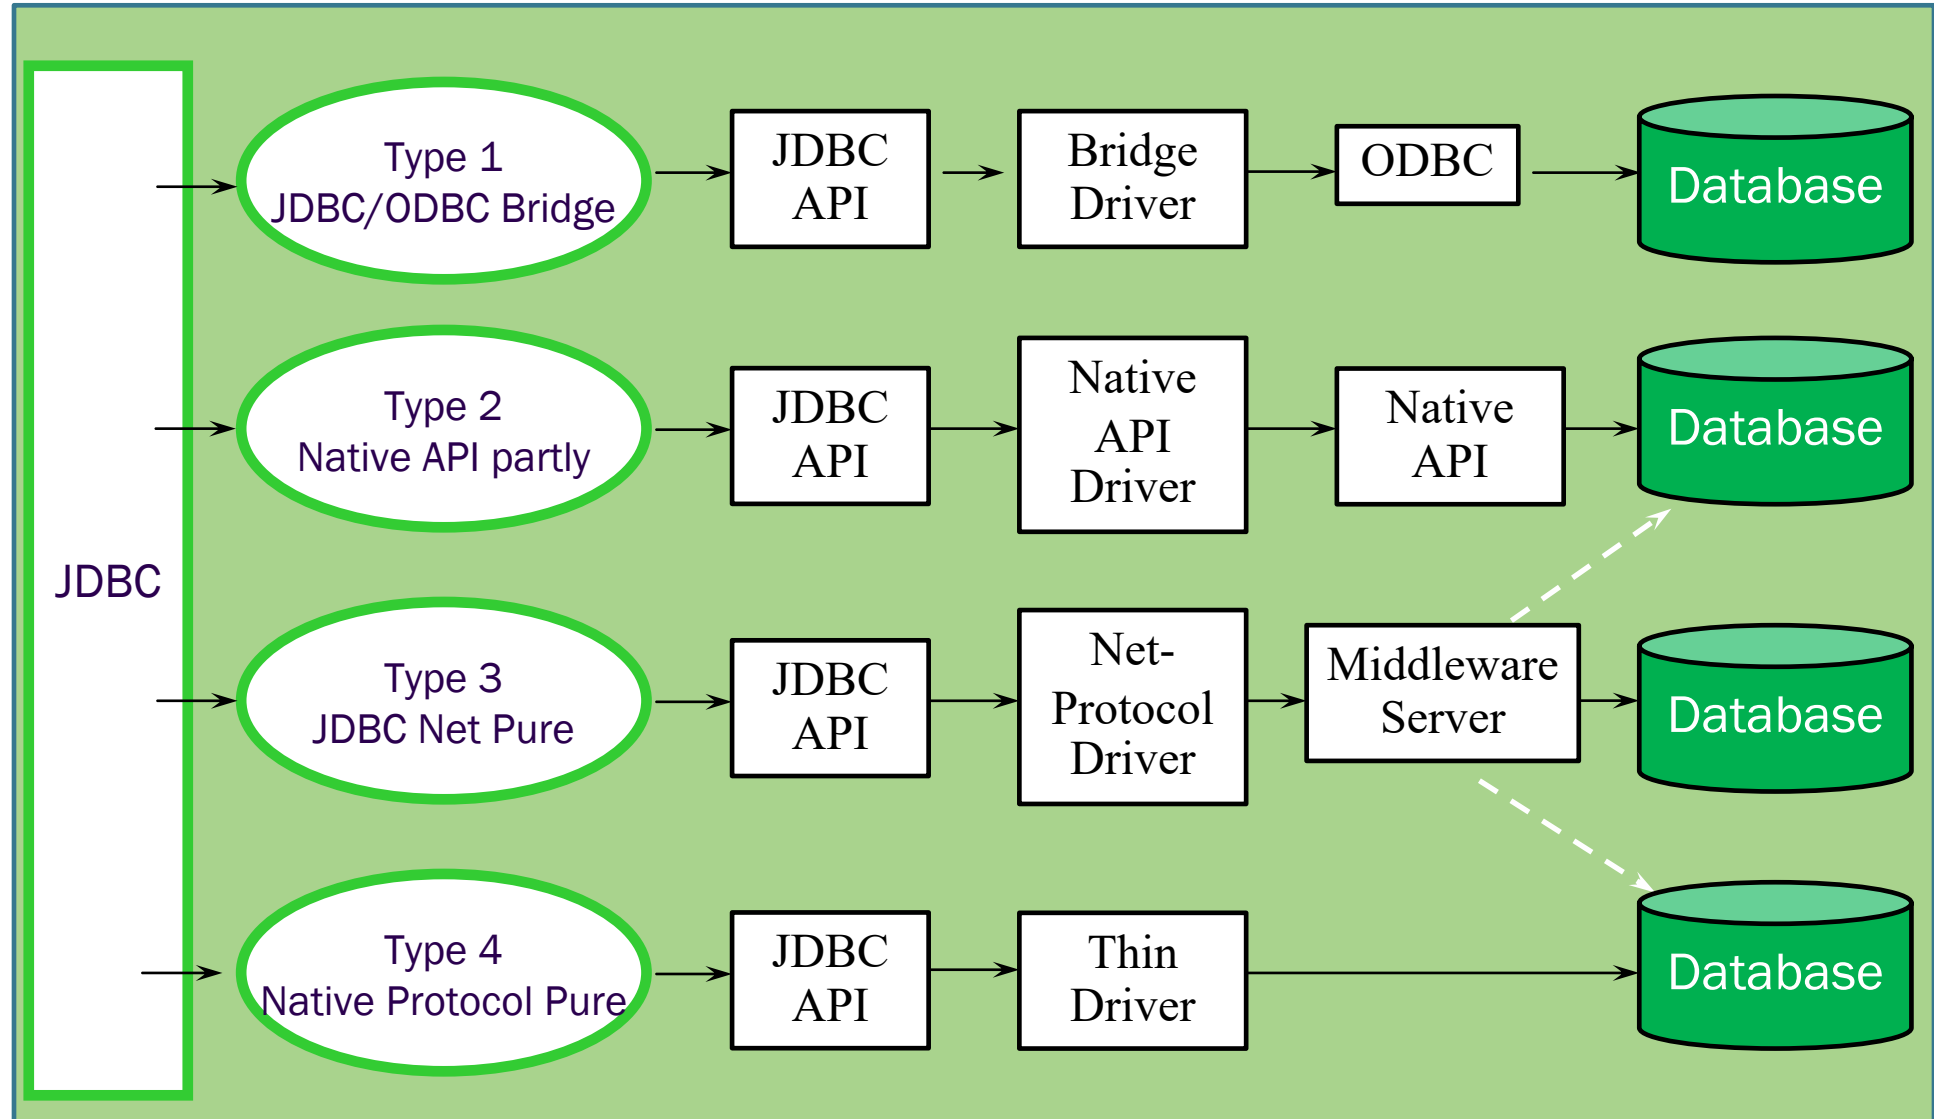 JDBC
Type 1
JDBC/ODBC Bridge
JDBC
API
Bridge
Driver
ODBC
Database
Type 2
Native API partly
JDBC
API
Native
API
Driver
Native
API
Database
Type 3
JDBC Net Pure
JDBC
API
Net-
Protocol
Driver
Middleware
Server
Database
Type 4
Native Protocol Pure
JDBC
API
Thin
Driver
Database